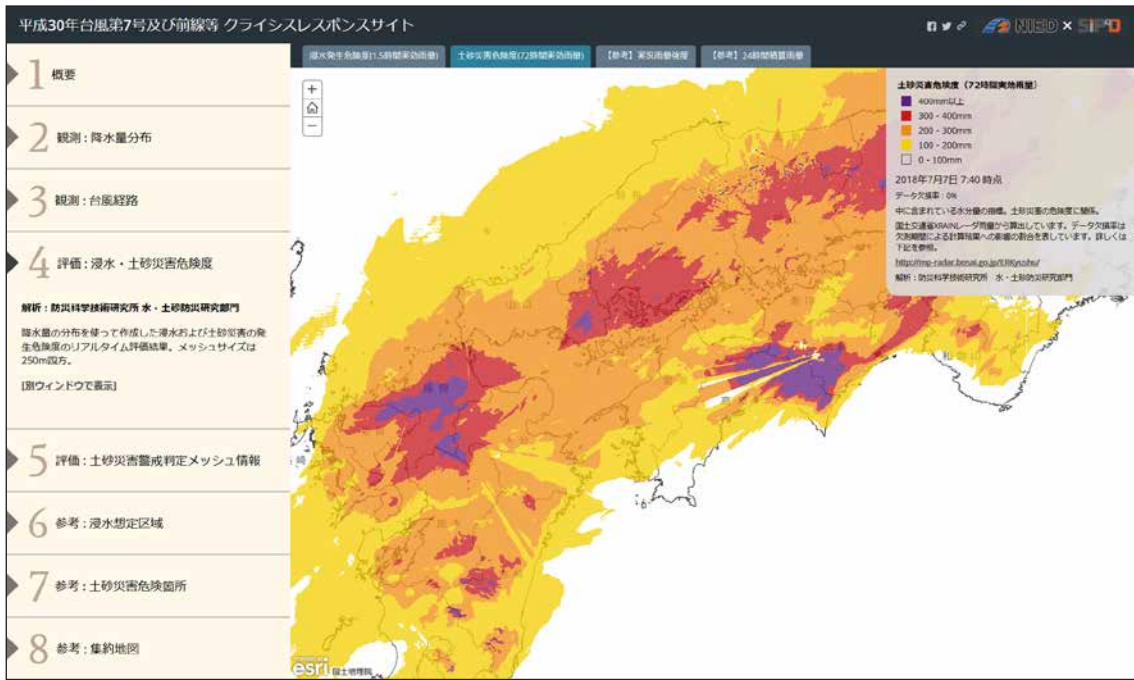 平成30年台風第7号及び前線等 クライシスレスポンスサイト
NIED × SIP
1 概要
2 観測：降水量分布
3 観測：台風経路
4 評価：浸水・土砂災害危険度
解析：防災科学技術研究所 水・土砂防災研究部門
降水量の分布を使って作成した浸水および土砂災害の発
生危険度のリアルタイム評価結果。メッシュサイズは
250m四方。
[別ウィンドウで表示]
5 評価：土砂災害警戒判定メッシュ情報
6 参考：浸水想定区域
7 参考：土砂災害危険箇所
8 参考：集約地図
浸水発生危険度(1.5時間実効雨量)
土砂災害危険度(72時間実効雨量)
【参考】実況雨量強度
【参考】24時間積算雨量
+
−
土砂災害危険度（72時間実効雨量）
400mm以上
300 - 400mm
200 - 300mm
100 - 200mm
0 - 100mm
2018年7月7日 7:40 時点
データ欠損率：0%
中に含まれている水分量の指標。土砂災害の危険度に関係。
国土交通省XRAINレーダ雨量から算出しています。データ欠損率は
欠測期間による計算結果への影響の割合を表しています。詳しくは
下記を参照。
http://mp-radar.bosai.go.jp/ERKyushu/
解析：防災科学技術研究所 水・土砂防災研究部門
esri 国土地理院